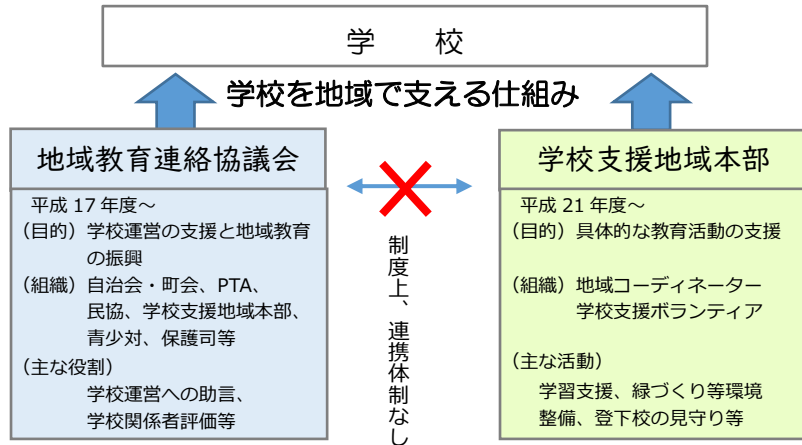 学　校
学校を地域で支える仕組み
地域教育連絡協議会
平成 17 年度～
（目的）学校運営の支援と地域教育
の振興
（組織）自治会・町会、PTA、
民協、学校支援地域本部、
青少対、保護司等
（主な役割）
学校運営への助言、
学校関係者評価等
制度上、連携体制なし
学校支援地域本部
平成 21 年度～
（目的）具体的な教育活動の支援
（組織）地域コーディネーター
学校支援ボランティア
（主な活動）
学習支援、緑づくり等環境
整備、登下校の見守り等